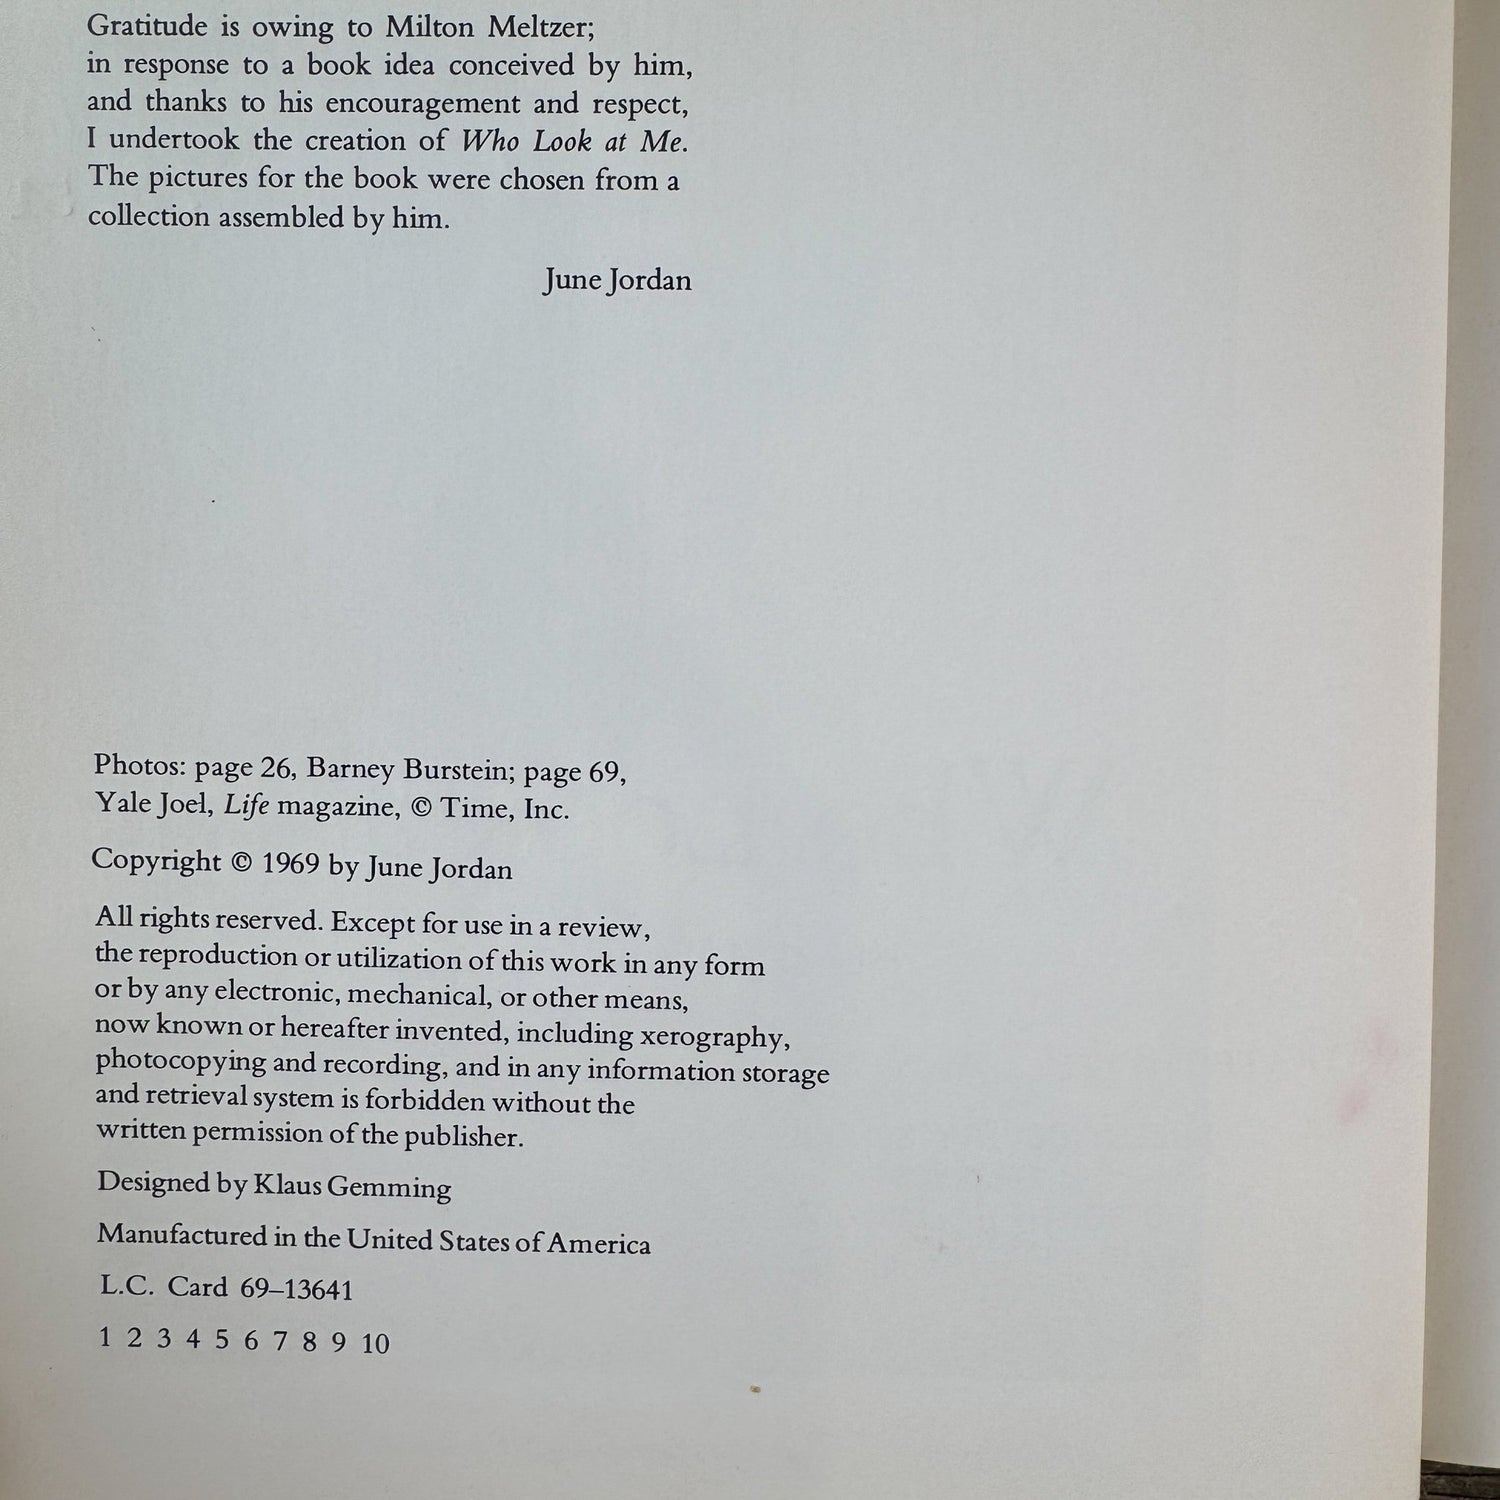 Gratitude is owing to Milton Meltzer;
in response to a book idea conceived by him,
and thanks to his encouragement and respect,
I undertook the creation of Who Look at Me.
The pictures for the book were chosen from a
collection assembled by him.
June Jordan
Photos: page 26, Barney Burstein; page 69,
Yale Joel, Life magazine, © Time, Inc.
Copyright © 1969 by June Jordan
All rights reserved. Except for use in a review,
the reproduction or utilization of this work in any form
or by any electronic, mechanical, or other means,
now known or hereafter invented, including xerography,
photocopying and recording, and in any information storage
and retrieval system is forbidden without the
written permission of the publisher.
Designed by Klaus Gemming
Manufactured in the United States of America
L.C. Card 69–13641
1 2 3 4 5 6 7 8 9 10